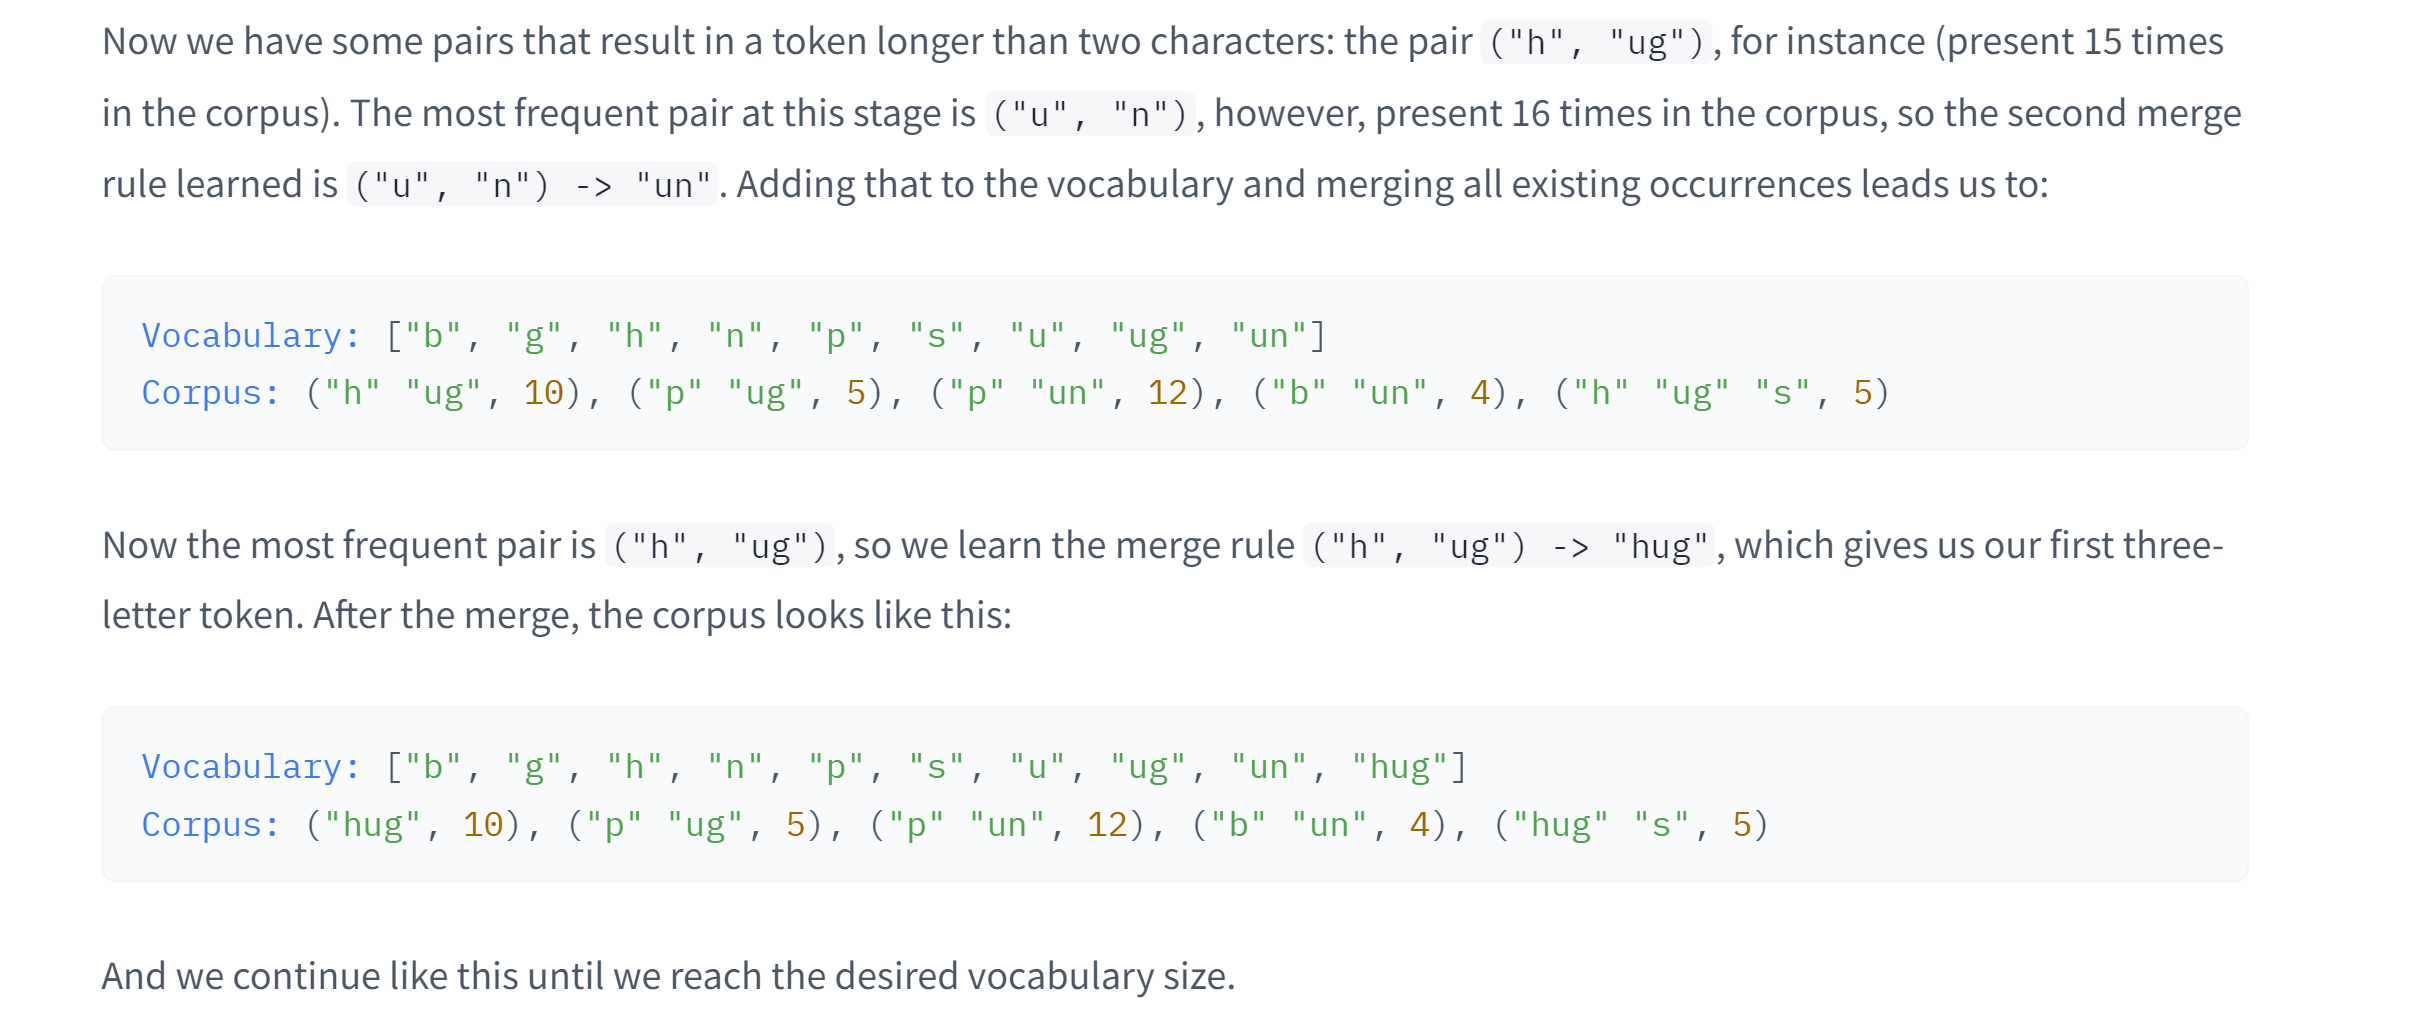 Now we have some pairs that result in a token longer than two characters: the pair ("h", "ug"), for instance (present 15 times
in the corpus). The most frequent pair at this stage is ("u", "n"), however, present 16 times in the corpus, so the second merge
rule learned is ("u", "n") -> "un". Adding that to the vocabulary and merging all existing occurrences leads us to:
Vocabulary: ["b", "g", "h", "n", "p", "s", "u", "ug", "un"]
Corpus: ("h" "ug", 10), ("p" "ug", 5), ("p" "un", 12), ("b" "un", 4), ("h" "ug" "s", 5)
Now the most frequent pair is ("h", "ug"), so we learn the merge rule ("h", "ug") -> "hug", which gives us our first three-
letter token. After the merge, the corpus looks like this:
Vocabulary: ["b", "g", "h", "n", "p", "s", "u", "ug", "un", "hug"]
Corpus: ("hug", 10), ("p" "ug", 5), ("p" "un", 12), ("b" "un", 4), ("hug" "s", 5)
And we continue like this until we reach the desired vocabulary size.